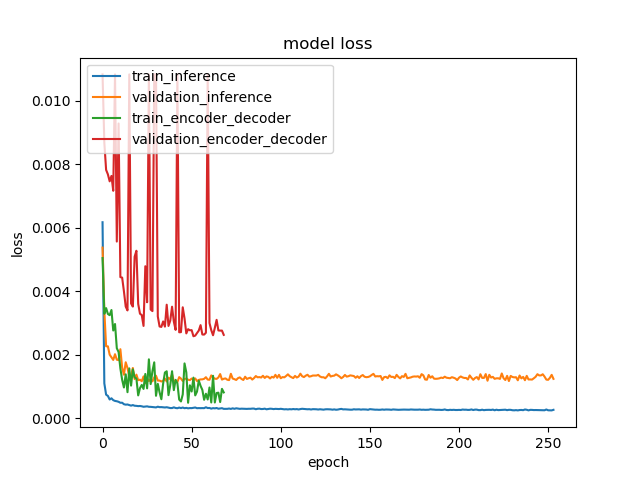 model loss
train_inference
validation_inference
train_encoder_decoder
validation_encoder_decoder
0.010
0.008
0.006
0.004
0.002
0.000
loss
0 50 100 150 200 250
epoch